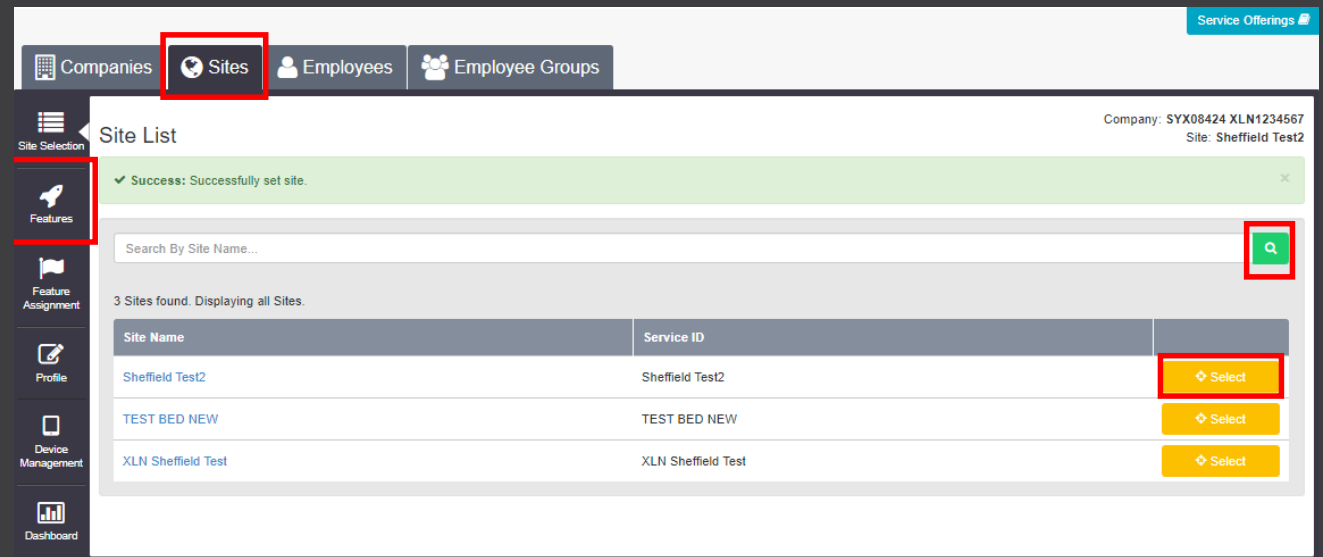 Service Offerings
Companies Sites Employees Employee Groups
Site Selection
Features
Feature
Assignment
Profile
Device
Management
Dashboard
Site List
Company: SYX08424 XLN1234567
Site: Sheffield Test2
Success: Successfully set site. ×
Search By Site Name...
3 Sites found. Displaying all Sites.
Site Name Service ID
Sheffield Test2 Sheffield Test2 Select
TEST BED NEW TEST BED NEW Select
XLN Sheffield Test XLN Sheffield Test Select